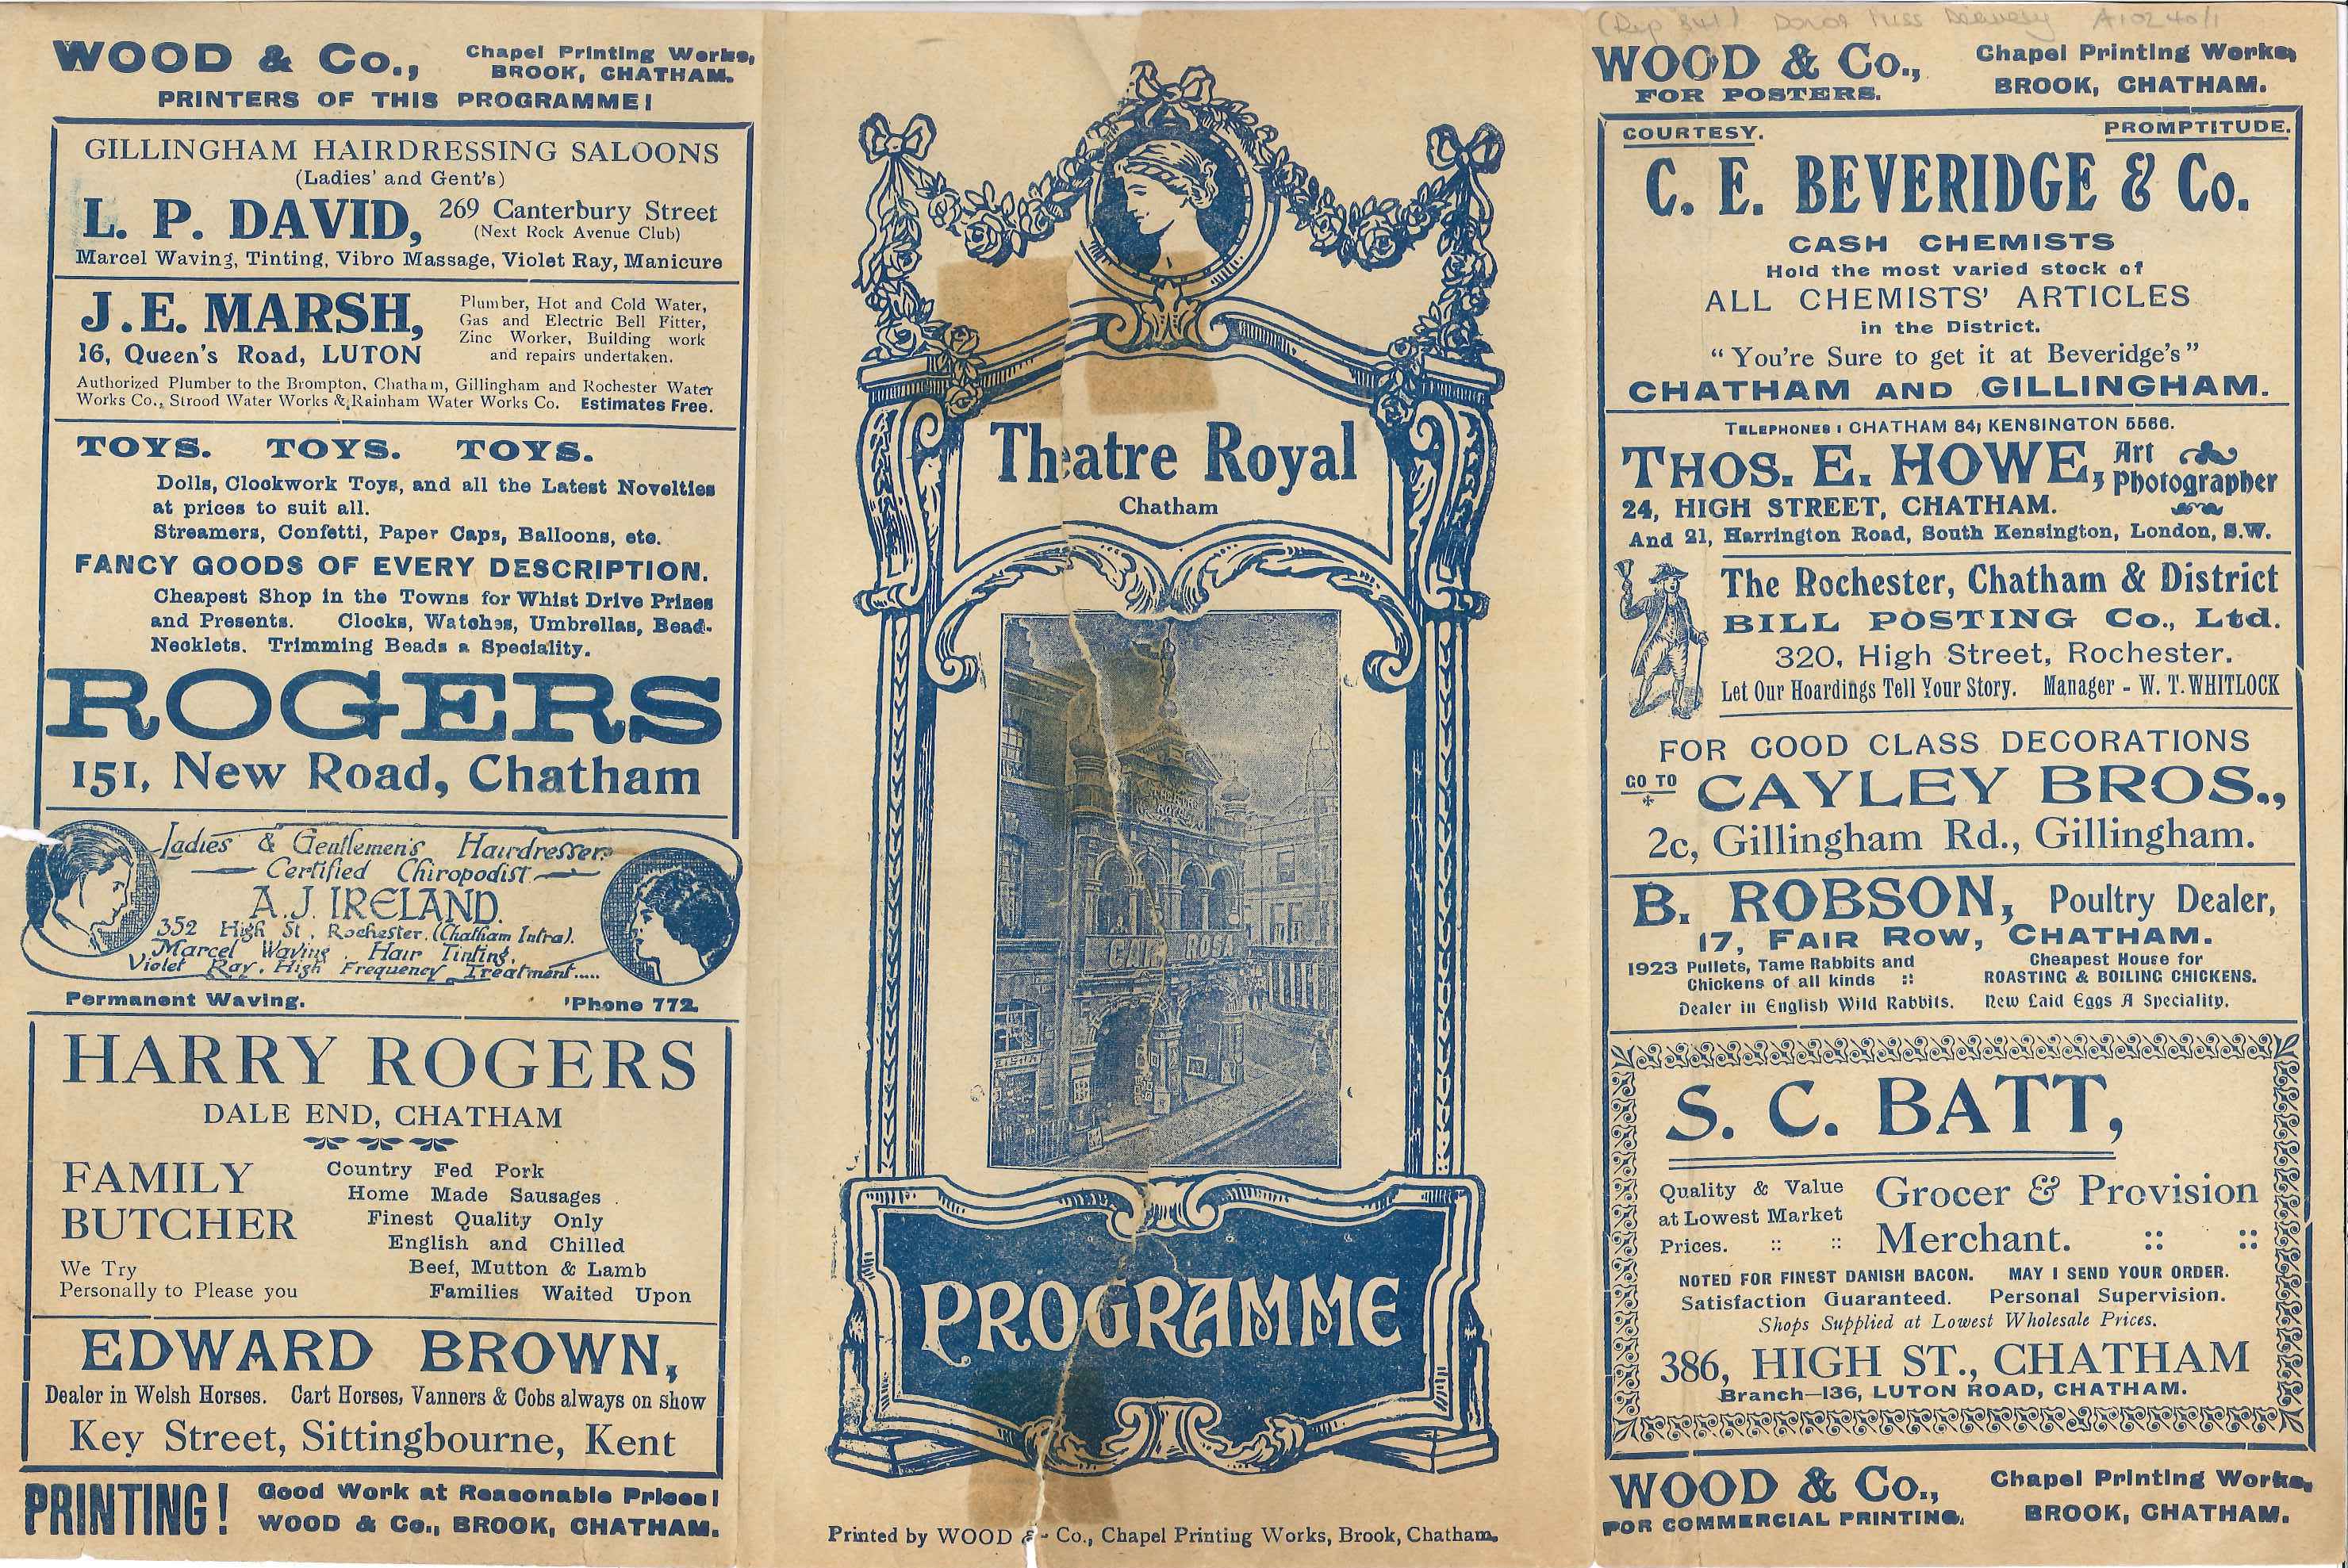 WOOD & Co., Chapel Printing Works,
BROOK, CHATHAM.
PRINTERS OF THIS PROGRAMME!
GILLINGHAM HAIRDRESSING SALOONS
(Ladies' and Gent's)
L. P. DAVID, 269 Canterbury Street
(Next Rock Avenue Club)
Marcel Waving, Tinting, Vibro Massage, Violet Ray, Manicure
J. E. MARSH,
16, Queen's Road, LUTON
Plumber, Hot and Cold Water,
Gas and Electric Bell Fitter,
Zinc Worker, Building work
and repairs undertaken.
Authorized Plumber to the Brompton, Chatham, Gillingham and Rochester Water
Works Co., Strood Water Works & Rainham Water Works Co. Estimates Free.
TOYS. TOYS. TOYS.
Dolls, Clockwork Toys, and all the Latest Novelties
at prices to suit all.
Streamers, Confetti, Paper Caps, Balloons, etc.
FANCY GOODS OF EVERY DESCRIPTION.
Cheapest Shop in the Towns for Whist Drive Prizes
and Presents. Clocks, Watches, Umbrellas, Bead-
Necklets. Trimming Beads a Speciality.
ROGERS
151, New Road, Chatham
Ladies' & Gentlemen's Hairdresser.
Certified Chiropodist
A. J. IRELAND.
352 High St., Rochester. (Chatham Intra).
Marcel Waving. Hair Tinting.
Violet Ray. High Frequency Treatment.....
Permanent Waving. 'Phone 772.
HARRY ROGERS
DALE END, CHATHAM
FAMILY
BUTCHER
We Try
Personally to Please you
Country Fed Pork
Home Made Sausages
Finest Quality Only
English and Chilled
Beef, Mutton & Lamb
Families Waited Upon
EDWARD BROWN,
Dealer in Welsh Horses. Cart Horses, Vanners & Cobs always on show
Key Street, Sittingbourne, Kent
PRINTING! Good Work at Reasonable Prices!
WOOD & Co., BROOK, CHATHAM.
Theatre Royal
Chatham
THEATRE
ROYAL
CARL ROSA
PROGRAMME
Printed by WOOD & Co., Chapel Printing Works, Brook, Chatham.
(Rep 341) Donor Miss A10240/1
WOOD & Co.,
FOR POSTERS.
Chapel Printing Works,
BROOK, CHATHAM.
COURTESY. PROMPTITUDE.
C. E. BEVERIDGE & Co.
CASH CHEMISTS
Hold the most varied stock of
ALL CHEMISTS' ARTICLES
in the District.
"You're Sure to get it at Beveridge's"
CHATHAM AND GILLINGHAM.
TELEPHONES: CHATHAM 84; KENSINGTON 5566.
THOS. E. HOWE, Art
Photographer
24, HIGH STREET, CHATHAM.
And 21, Harrington Road, South Kensington, London, S.W.
The Rochester, Chatham & District
BILL POSTING Co., Ltd.
320, High Street, Rochester.
Let Our Hoardings Tell Your Story. Manager - W. T. WHITLOCK
FOR GOOD CLASS DECORATIONS
GO TO CAYLEY BROS.,
2c, Gillingham Rd., Gillingham.
B. ROBSON, Poultry Dealer,
17, FAIR ROW, CHATHAM.
1923 Pullets, Tame Rabbits and
Chickens of all kinds ::
Cheapest House for
ROASTING & BOILING CHICKENS.
Dealer in English Wild Rabbits. New Laid Eggs A Speciality.
S. C. BATT,
Quality & Value
at Lowest Market
Prices. :: ::
Grocer & Provision
Merchant. :: ::
NOTED FOR FINEST DANISH BACON. MAY I SEND YOUR ORDER.
Satisfaction Guaranteed. Personal Supervision.
Shops Supplied at Lowest Wholesale Prices.
386, HIGH ST., CHATHAM
Branch—136, LUTON ROAD, CHATHAM.
WOOD & Co.,
FOR COMMERCIAL PRINTING.
Chapel Printing Works,
BROOK, CHATHAM.